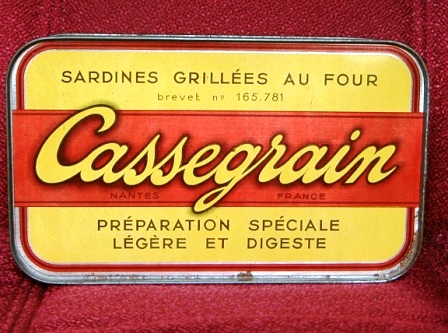 SARDINES GRILLÉES AU FOUR
brevet nº 165.781
Cassegrain
NANTES FRANCE
PRÉPARATION SPÉCIALE
LÉGÈRE ET DIGESTE